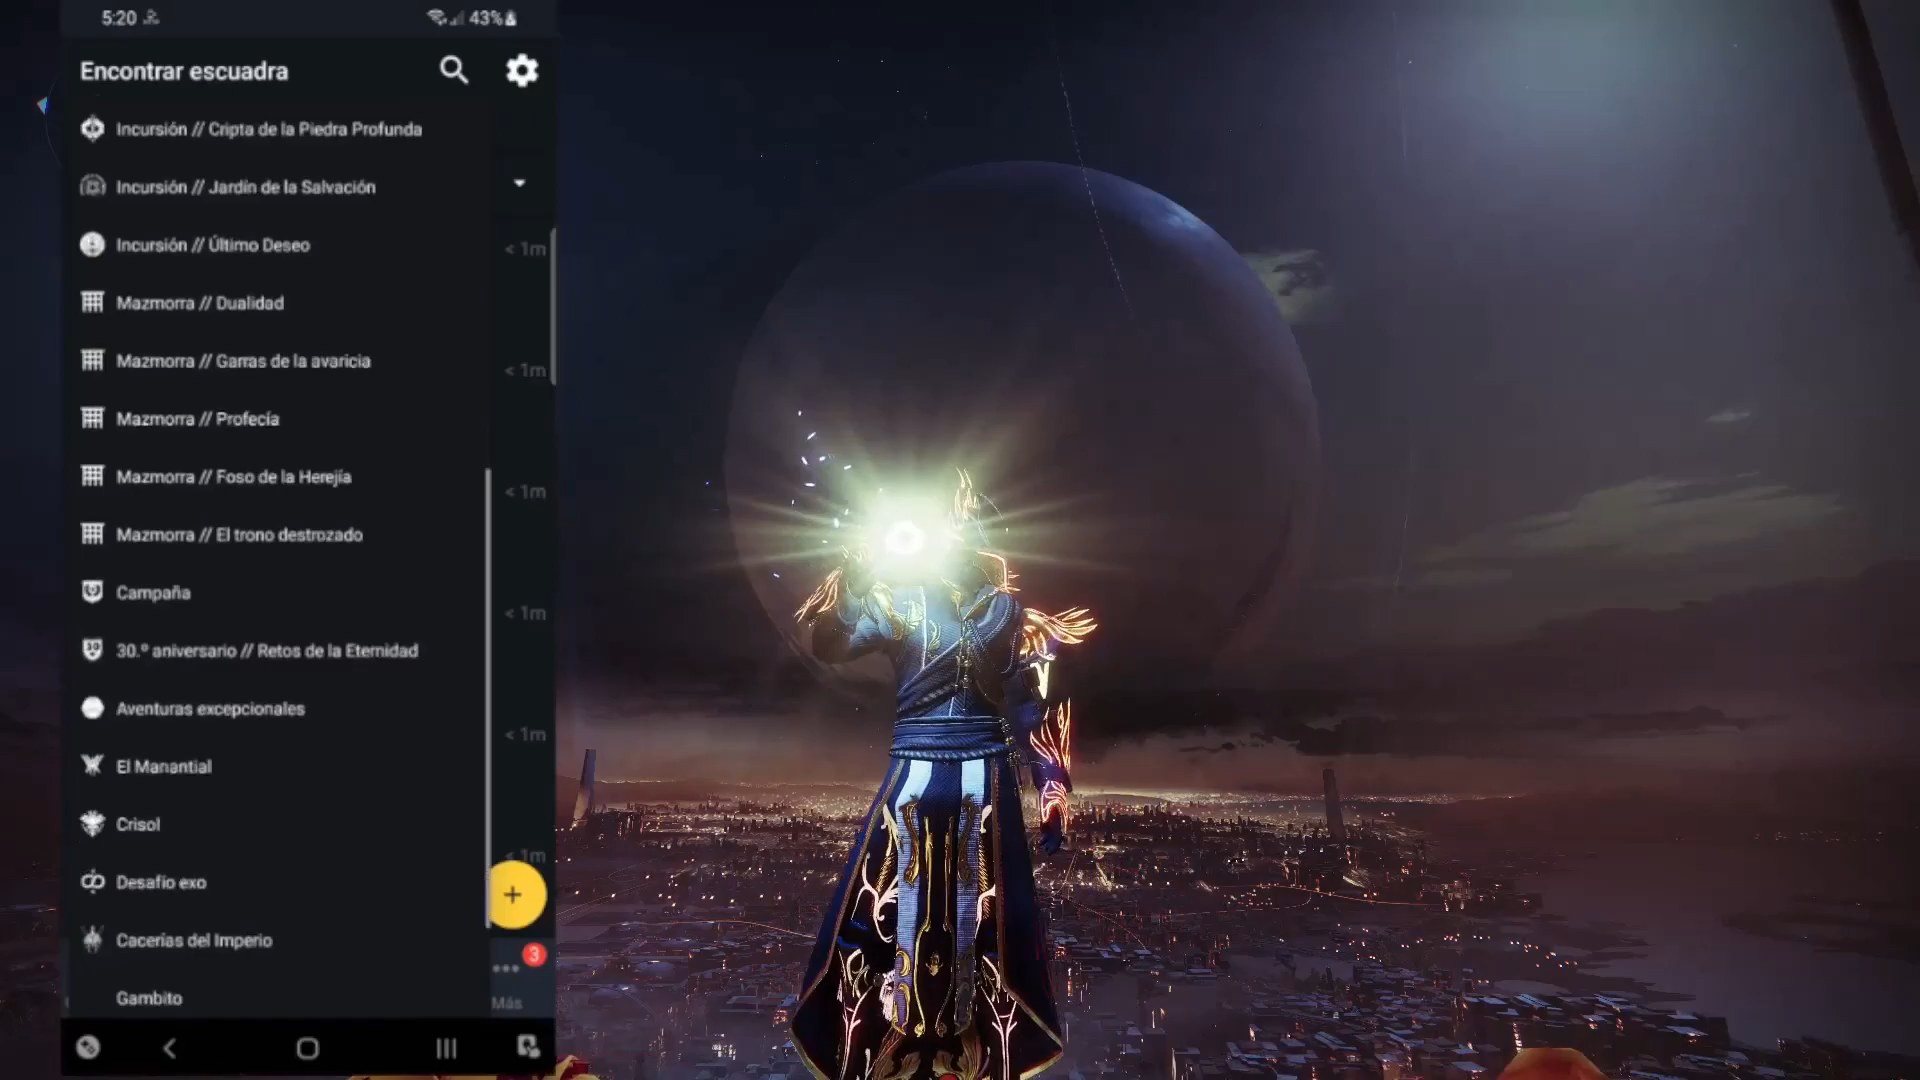 5:20
43%
Encontrar escuadra
Incursión // Cripta de la Piedra Profunda
Incursión // Jardín de la Salvación
Incursión // Último Deseo
< 1m
Mazmorra // Dualidad
Mazmorra // Garras de la avaricia
< 1m
Mazmorra // Profecía
Mazmorra // Foso de la Herejía
< 1m
Mazmorra // El trono destrozado
Campaña
< 1m
30.º aniversario // Retos de la Eternidad
Aventuras excepcionales
< 1m
El Manantial
Crisol
< 1m
Desafío exo
Cacerías del Imperio
3
Gambito
Más